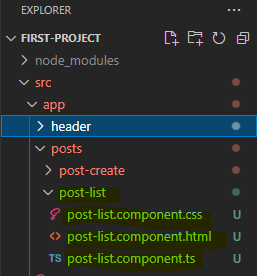 EXPLORER
FIRST-PROJECT
node_modules
src
app
header
posts
post-create
post-list
post-list.component.css U
post-list.component.html U
TS post-list.component.ts U